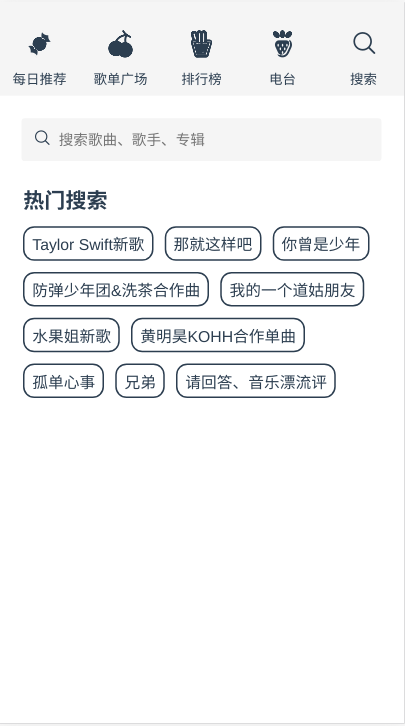 每日推荐 歌单广场 排行榜 电台 搜索
搜索歌曲、歌手、专辑
热门搜索
Taylor Swift新歌 那就这样吧 你曾是少年
防弹少年团&洗茶合作曲 我的一个道姑朋友
水果姐新歌 黄明昊KOHH合作单曲
孤单心事 兄弟 请回答、音乐漂流评